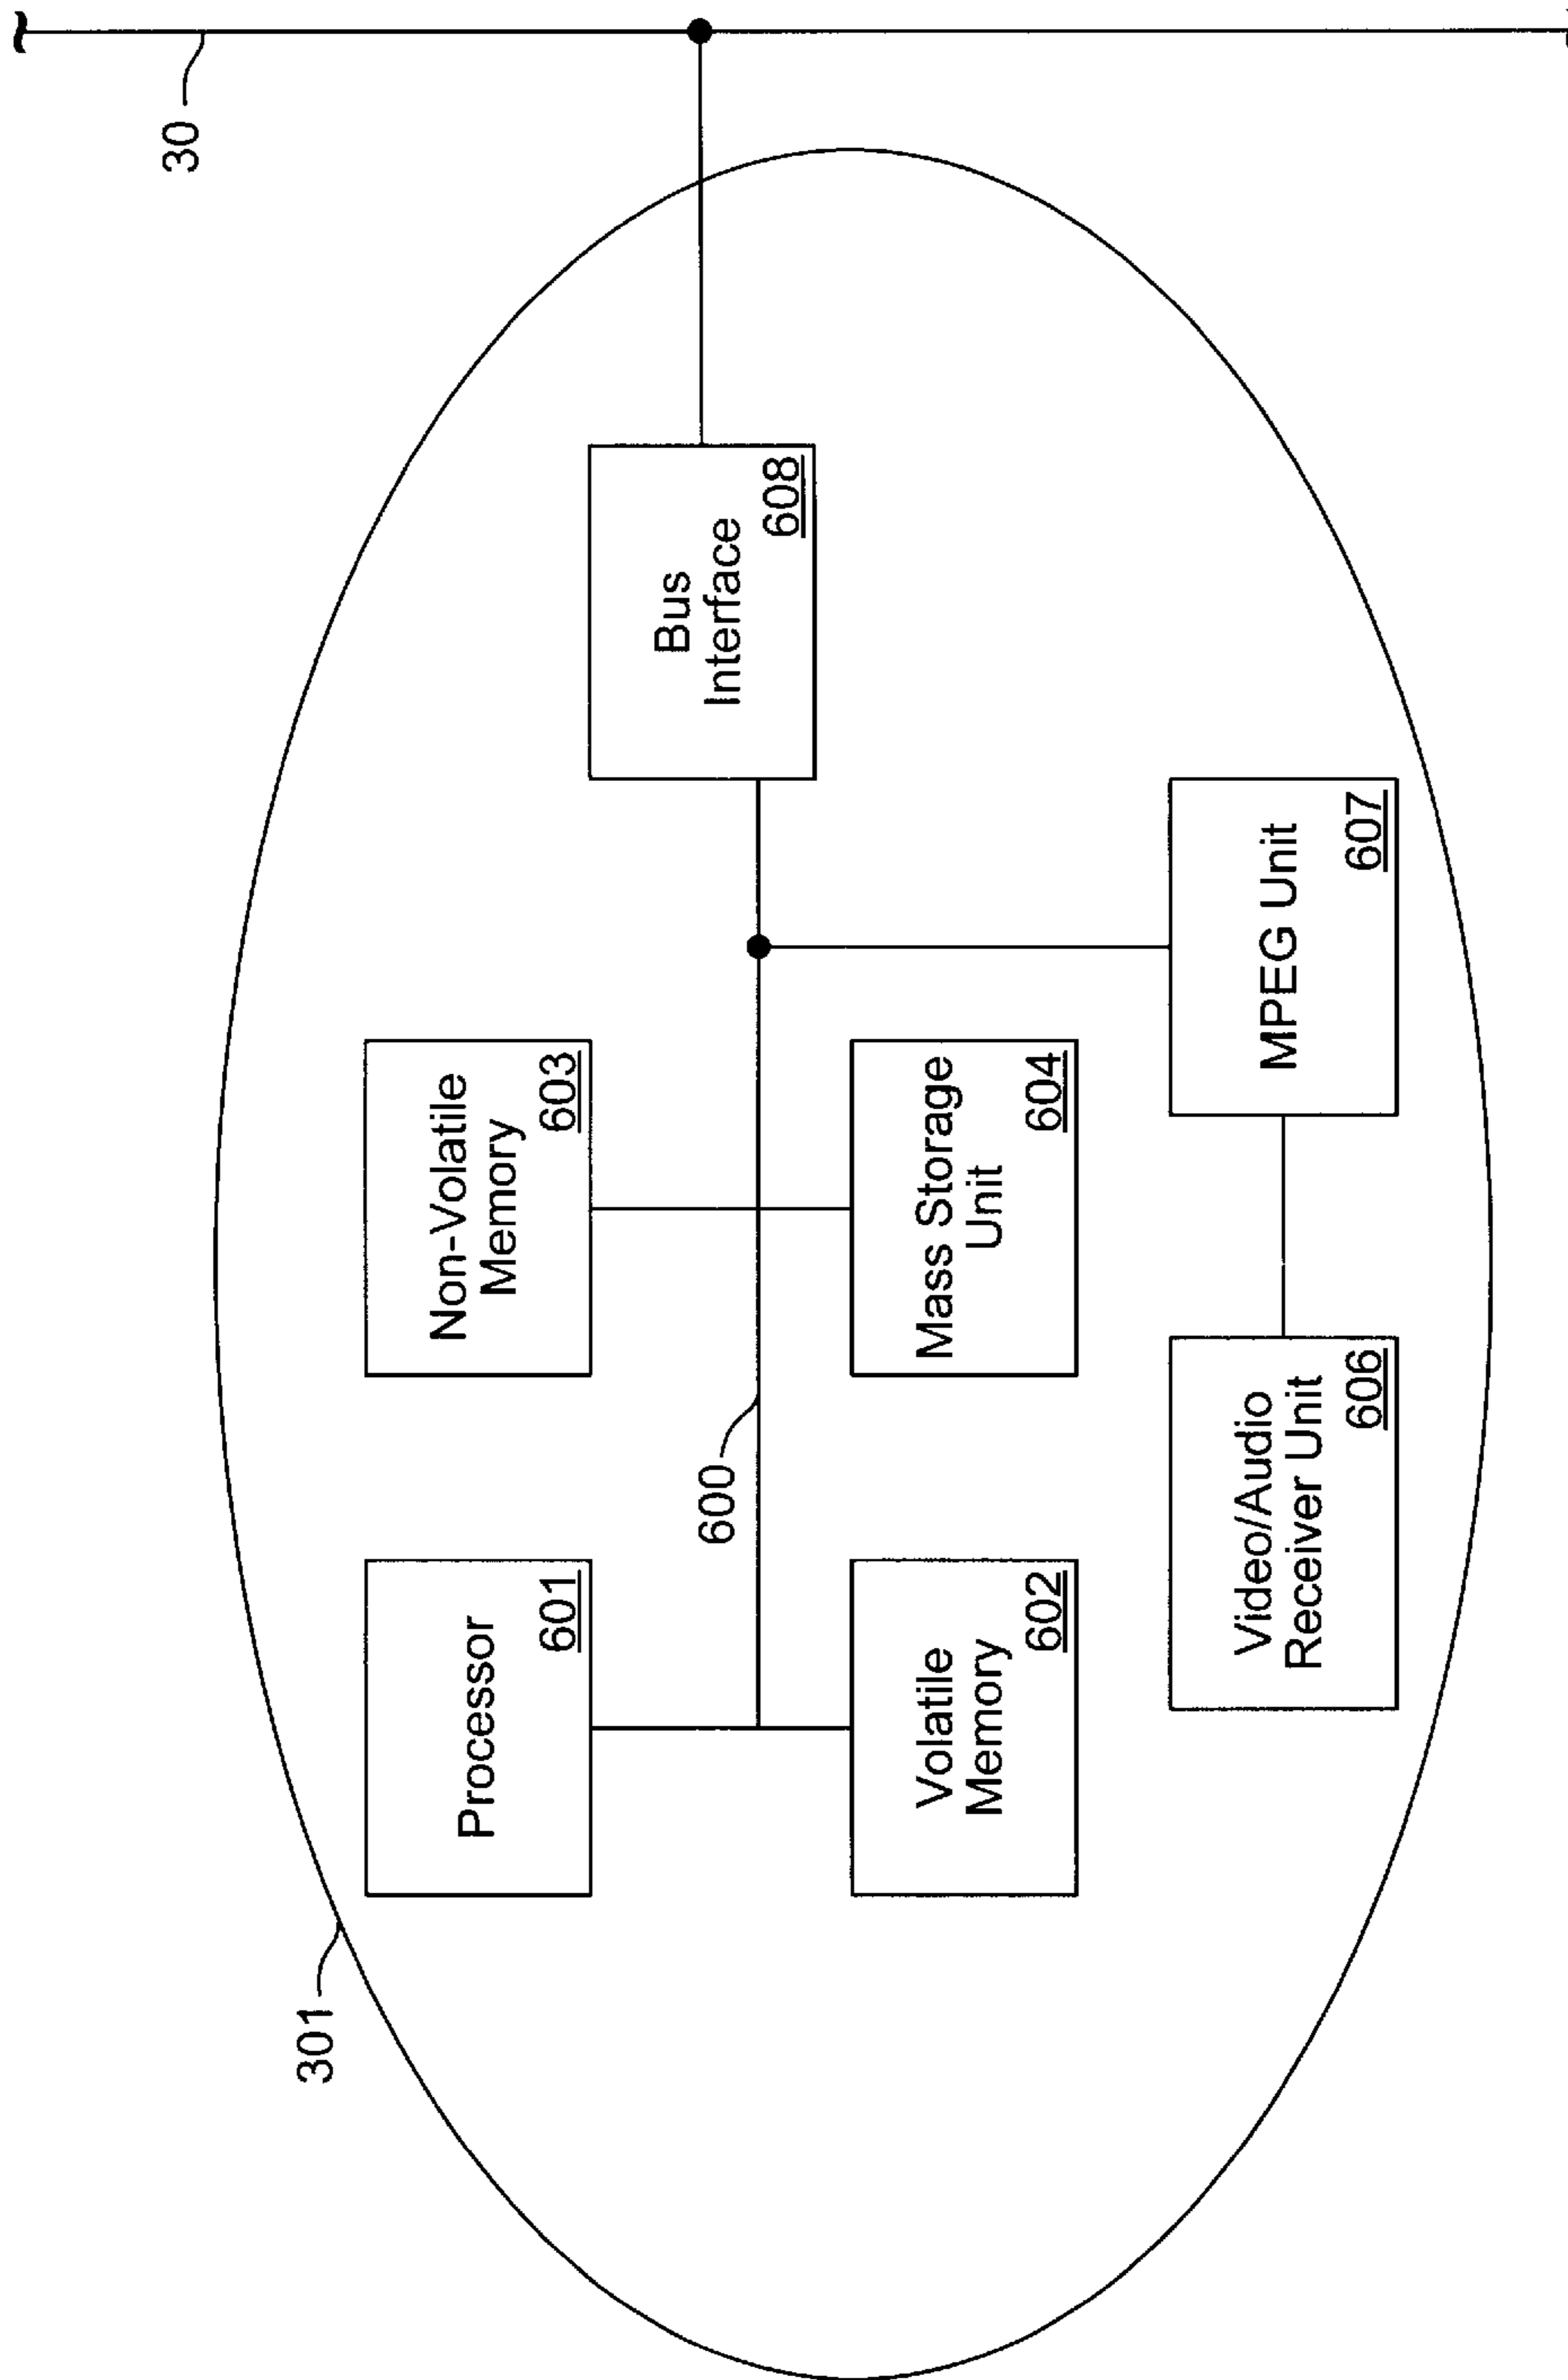 30
301
Processor
601
Non-Volatile
Memory
603
600
Bus
Interface
608
Volatile
Memory
602
Mass Storage
Unit
604
Video/Audio
Receiver Unit
606
MPEG Unit
607